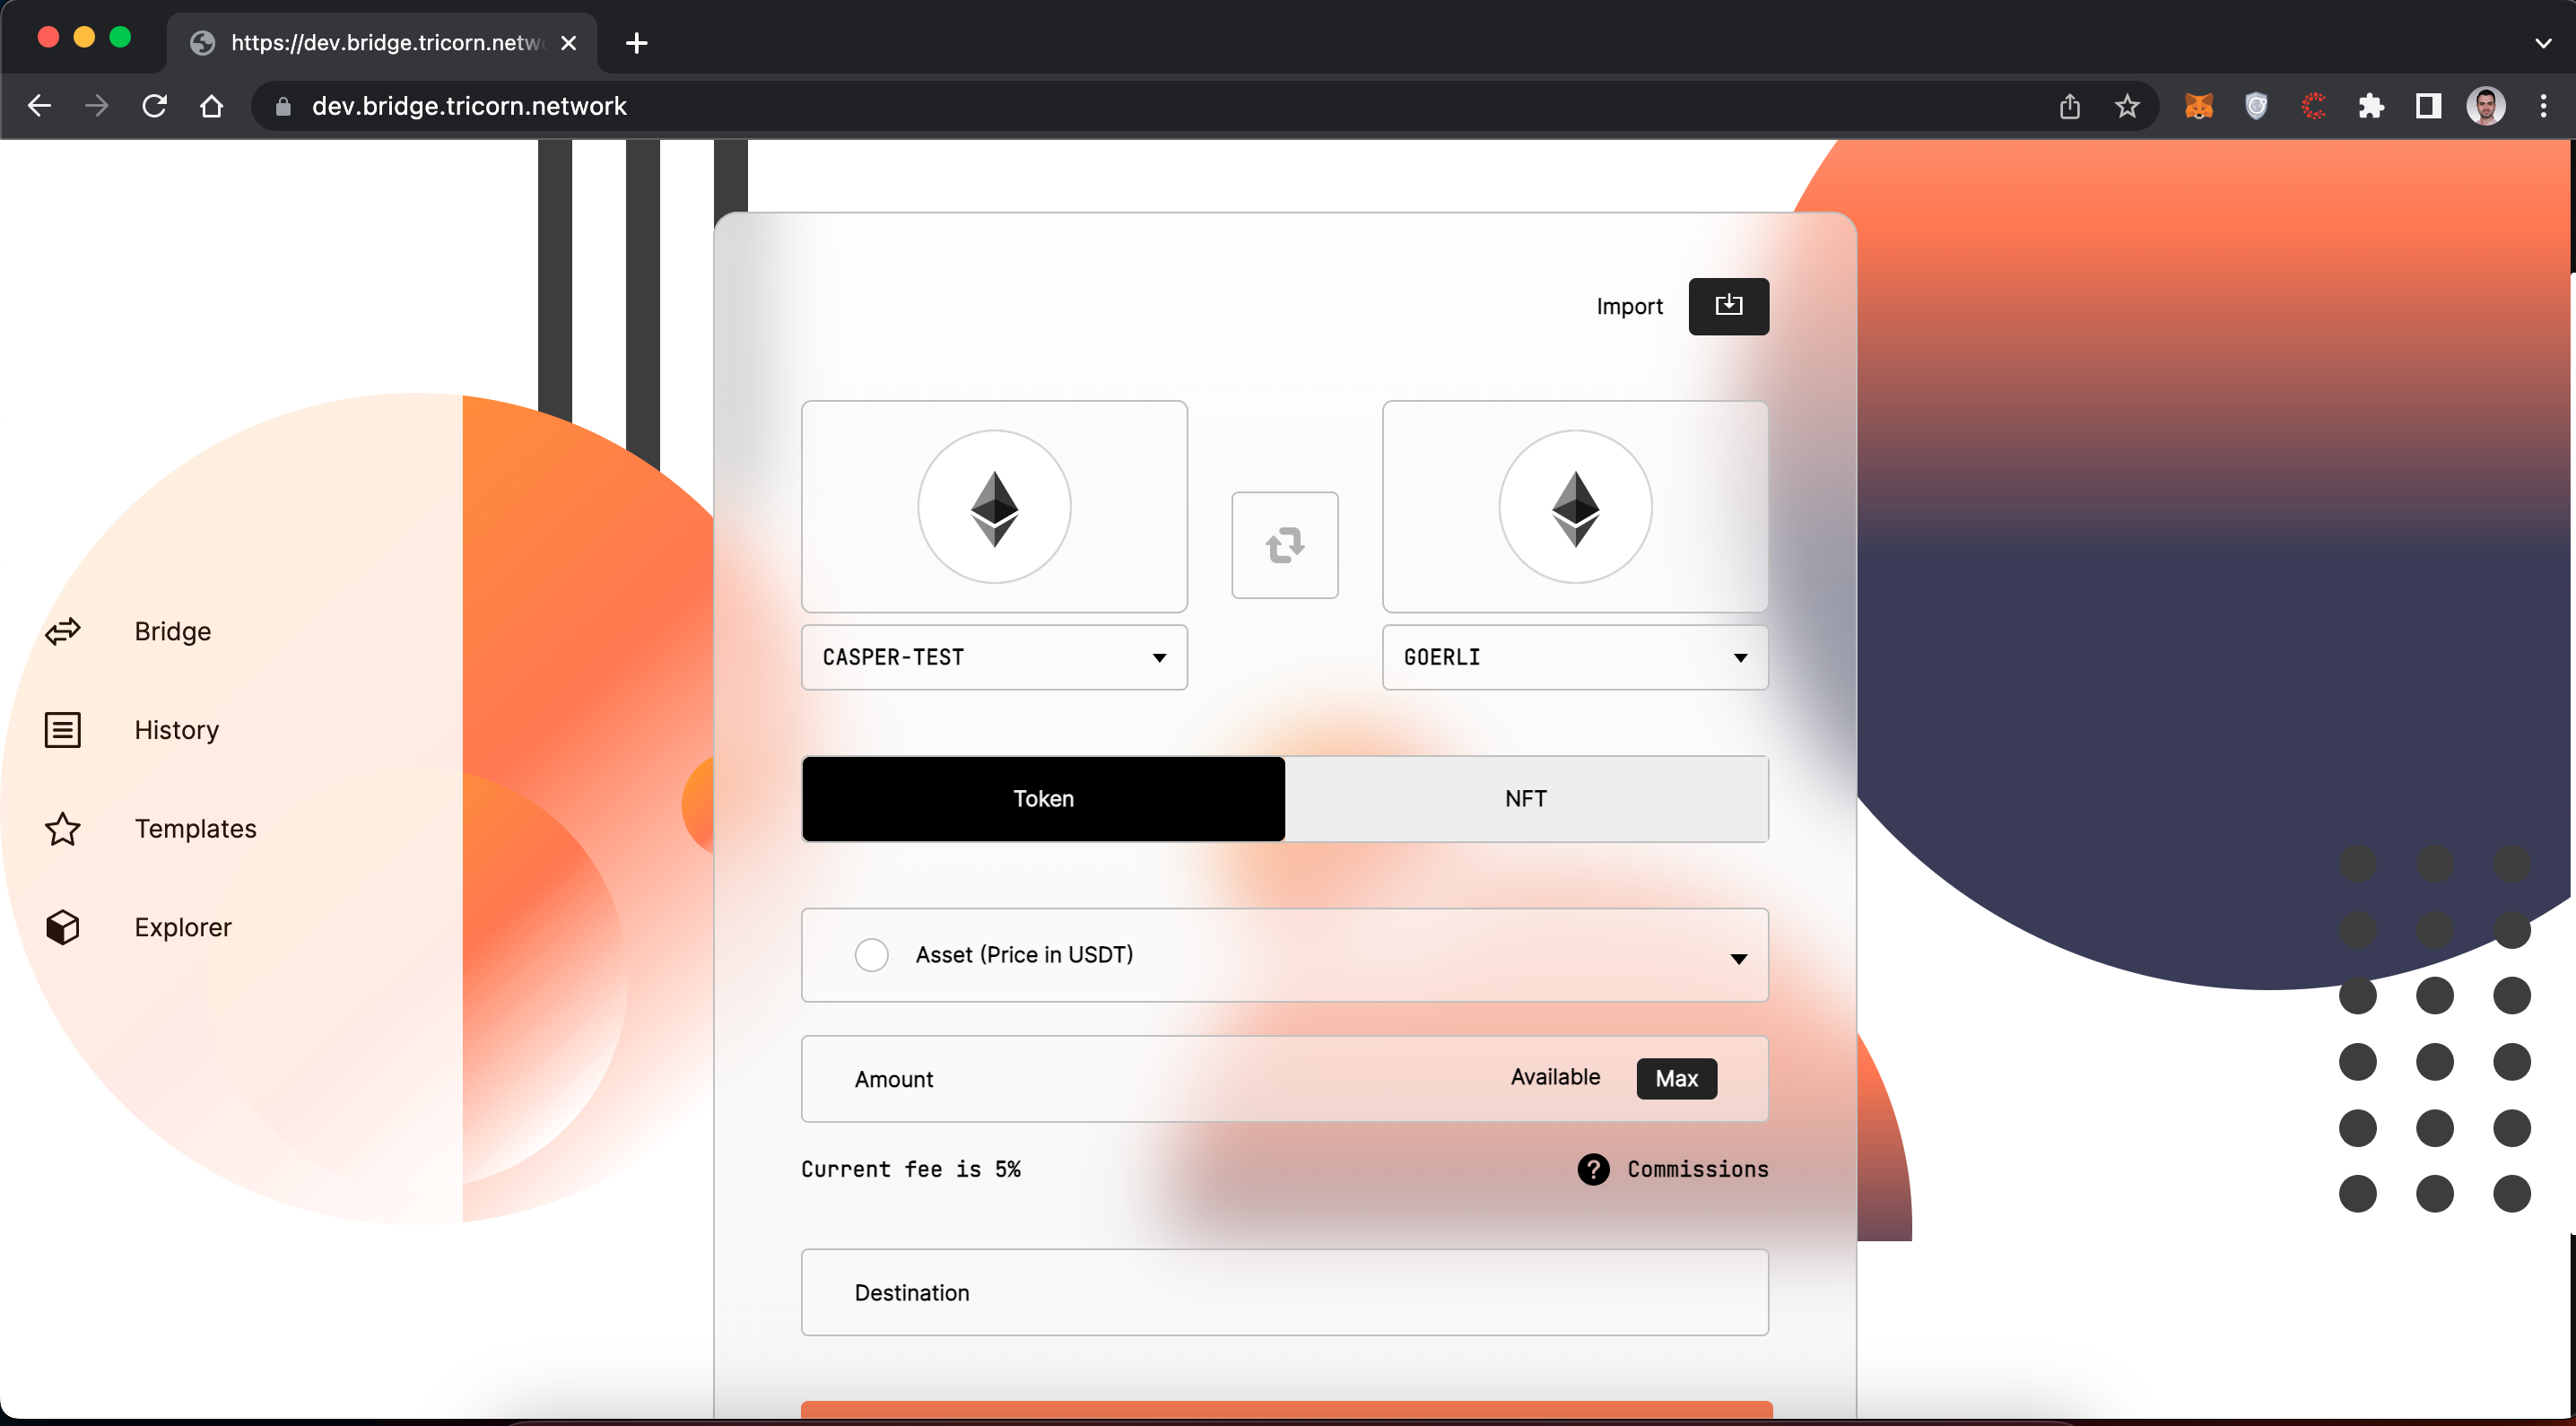 https://dev.bridge.tricorn.netw
dev.bridge.tricorn.network
Import
CASPER-TEST
GOERLI
Token
NFT
Asset (Price in USDT)
Amount
Available
Max
Current fee is 5%
? Commissions
Destination
Bridge
History
Templates
Explorer